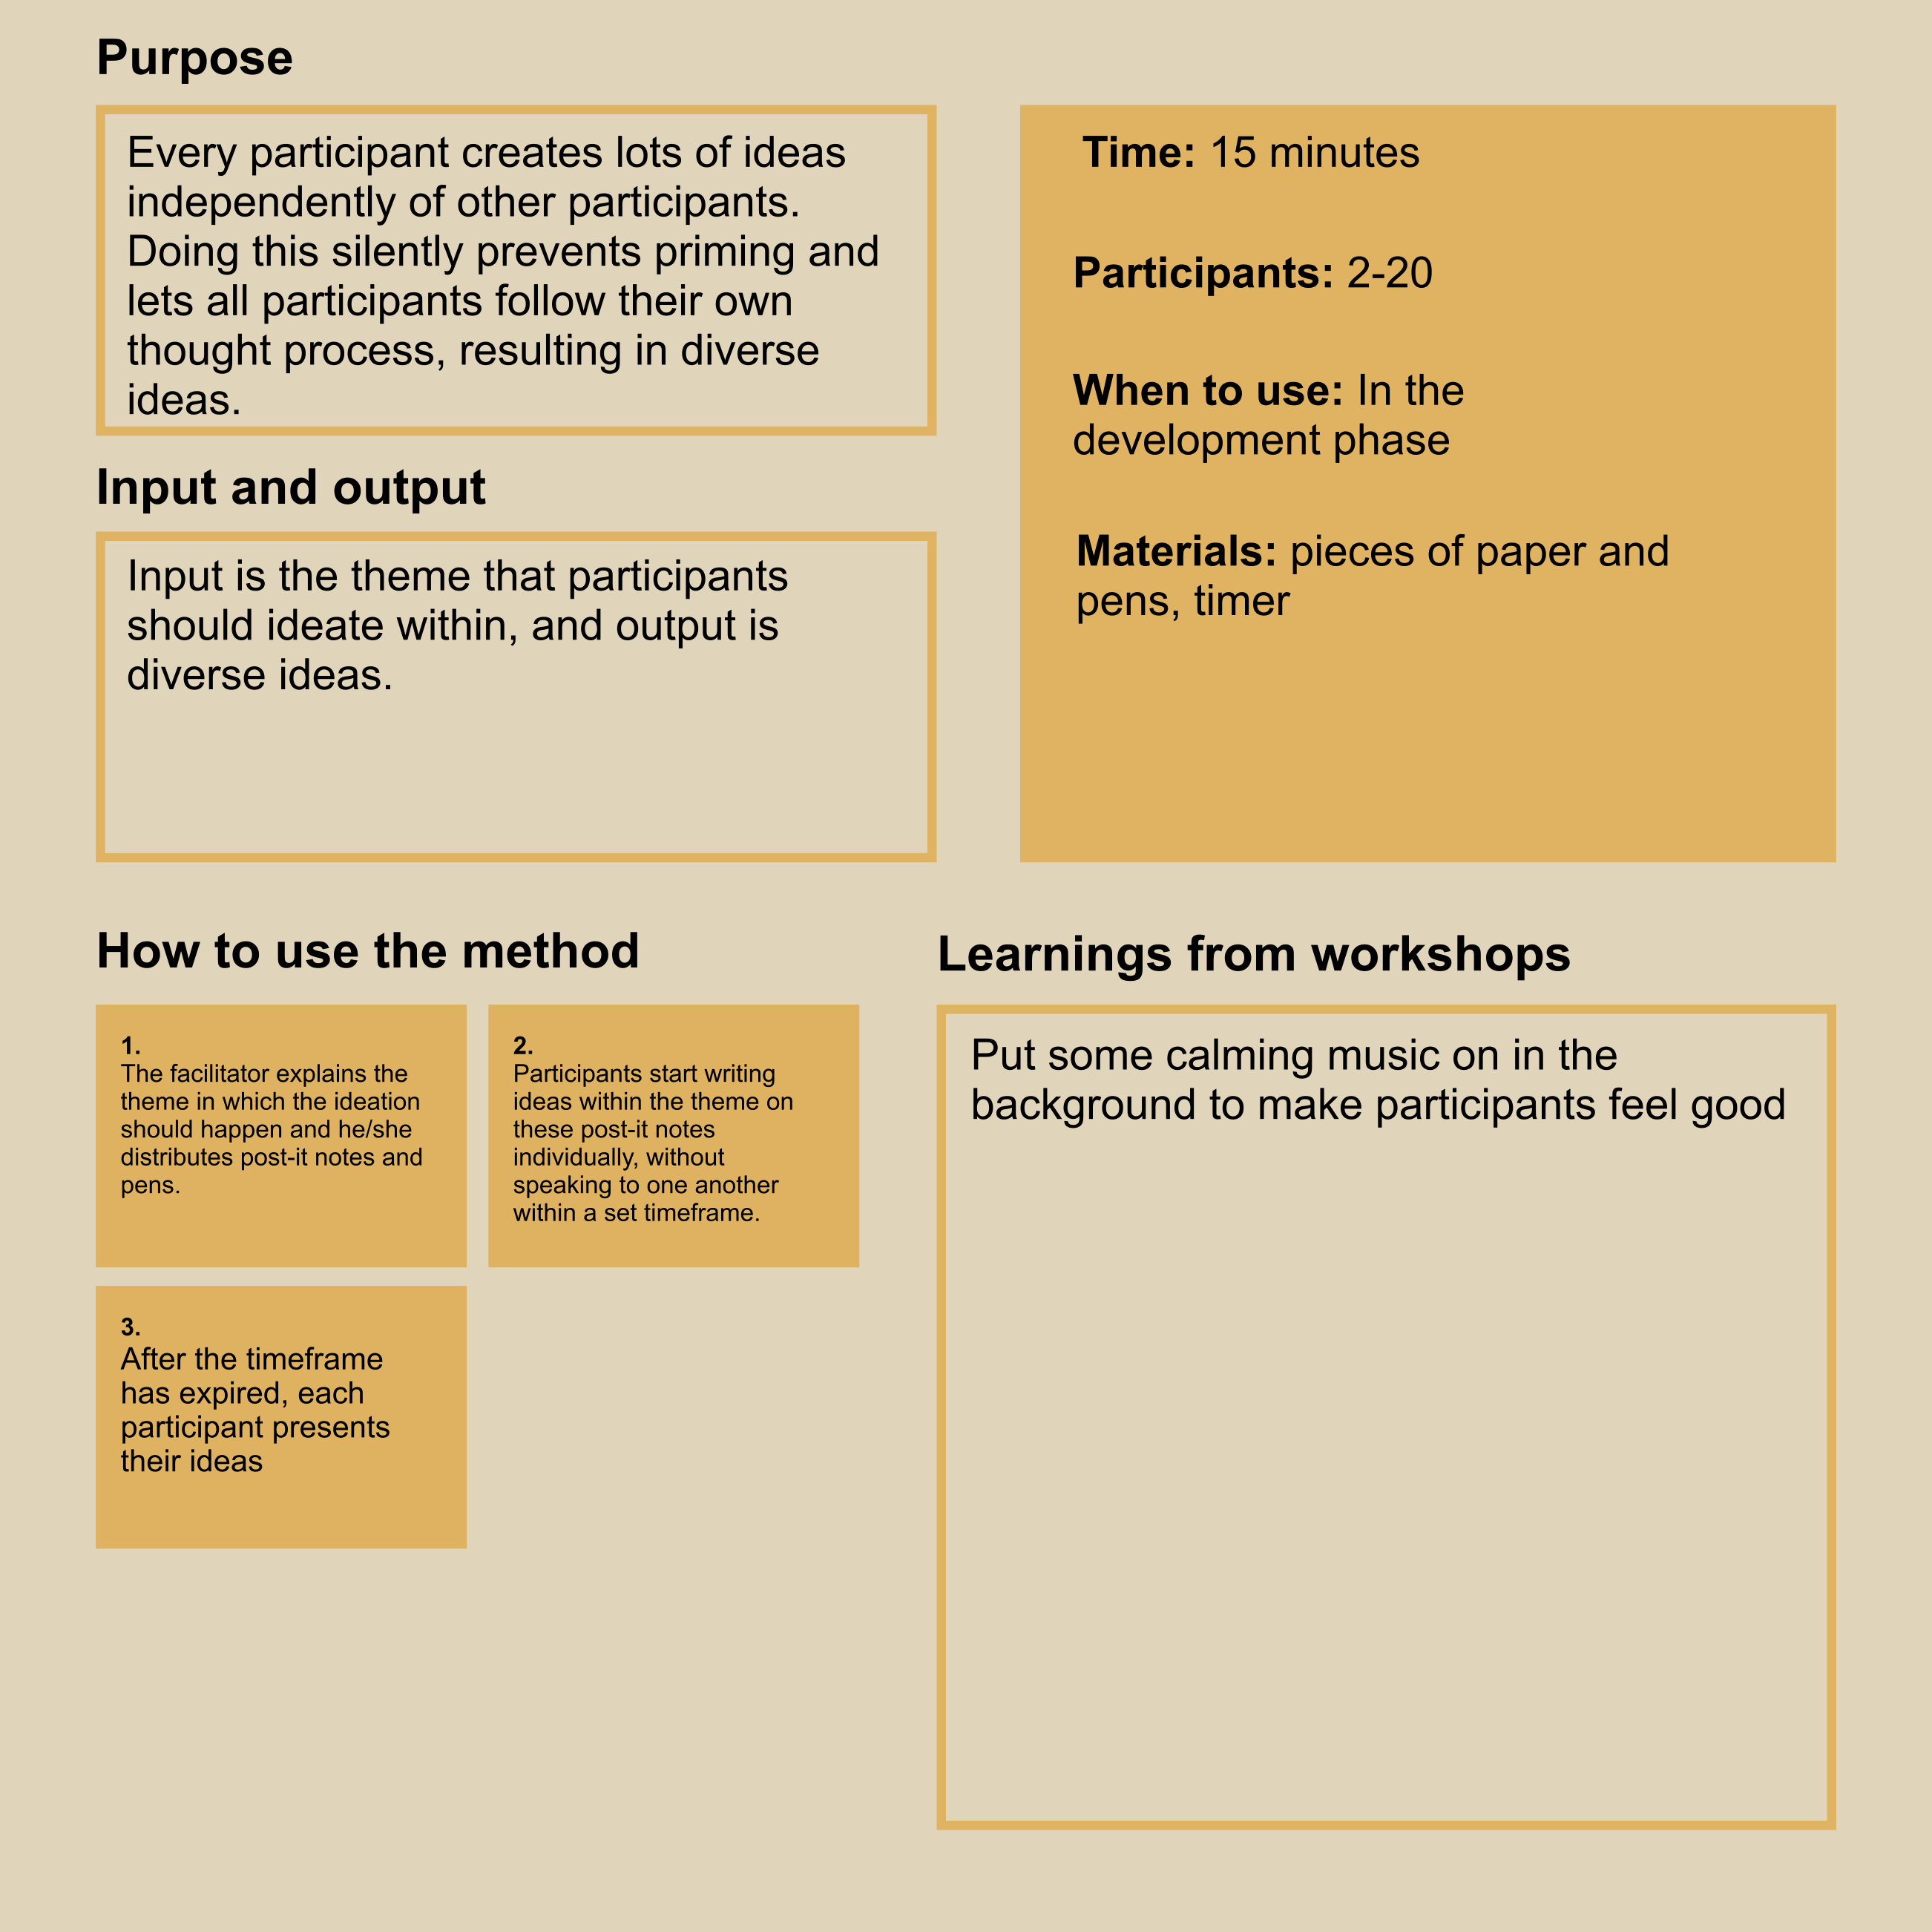 Purpose
Every participant creates lots of ideas
independently of other participants.
Doing this silently prevents priming and
lets all participants follow their own
thought process, resulting in diverse
ideas.
Time: 15 minutes
Participants: 2-20
When to use: In the
development phase
Materials: pieces of paper and
pens, timer
Input and output
Input is the theme that participants
should ideate within, and output is
diverse ideas.
How to use the method
1.
The facilitator explains the
theme in which the ideation
should happen and he/she
distributes post-it notes and
pens.
2.
Participants start writing
ideas within the theme on
these post-it notes
individually, without
speaking to one another
within a set timeframe.
3.
After the timeframe
has expired, each
participant presents
their ideas
Learnings from workshops
Put some calming music on in the
background to make participants feel good